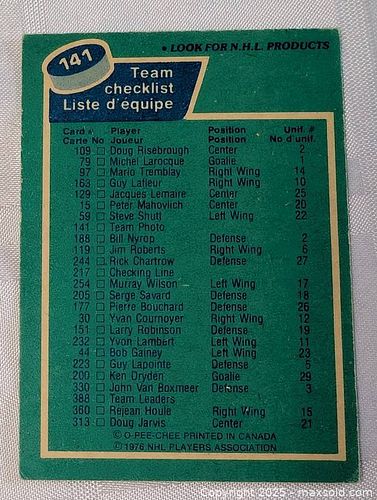 • LOOK FOR N.H.L. PRODUCTS
141
Team
checklist
Liste d'équipe
Card # Player Position Unif. #
Carte No Joueur Position No d'unif.
109 □ Doug Risebrough Center 2
79 □ Michel Larocque Goalie 1
97 □ Mario Tremblay Right Wing 14
163 □ Guy Lafleur Right Wing 10
129 □ Jacques Lemaire Center 25
15 □ Peter Mahovlich Center 20
59 □ Steve Shutt Left Wing 22
141 □ Team Photo
188 □ Bill Nyrop Defense 2
119 □ Jim Roberts Right Wing 6
244 □ Rick Chartrow Defense 27
217 □ Checking Line
254 □ Murray Wilson Left Wing 17
205 □ Serge Savard Defense 18
177 □ Pierre Bouchard Defense 26
30 □ Yvan Cournoyer Right Wing 12
151 □ Larry Robinson Defense 19
232 □ Yvon Lambert Left Wing 11
44 □ Bob Gainey Left Wing 23
223 □ Guy Lapointe Defense 5
200 □ Ken Dryden Goalie 29
330 □ John Van Boxmeer Defense 3
388 □ Team Leaders
360 □ Rejean Houle Right Wing 15
313 □ Doug Jarvis Center 21
© O-PEE-CHEE PRINTED IN CANADA
© 1976 NHL PLAYERS ASSOCIATION